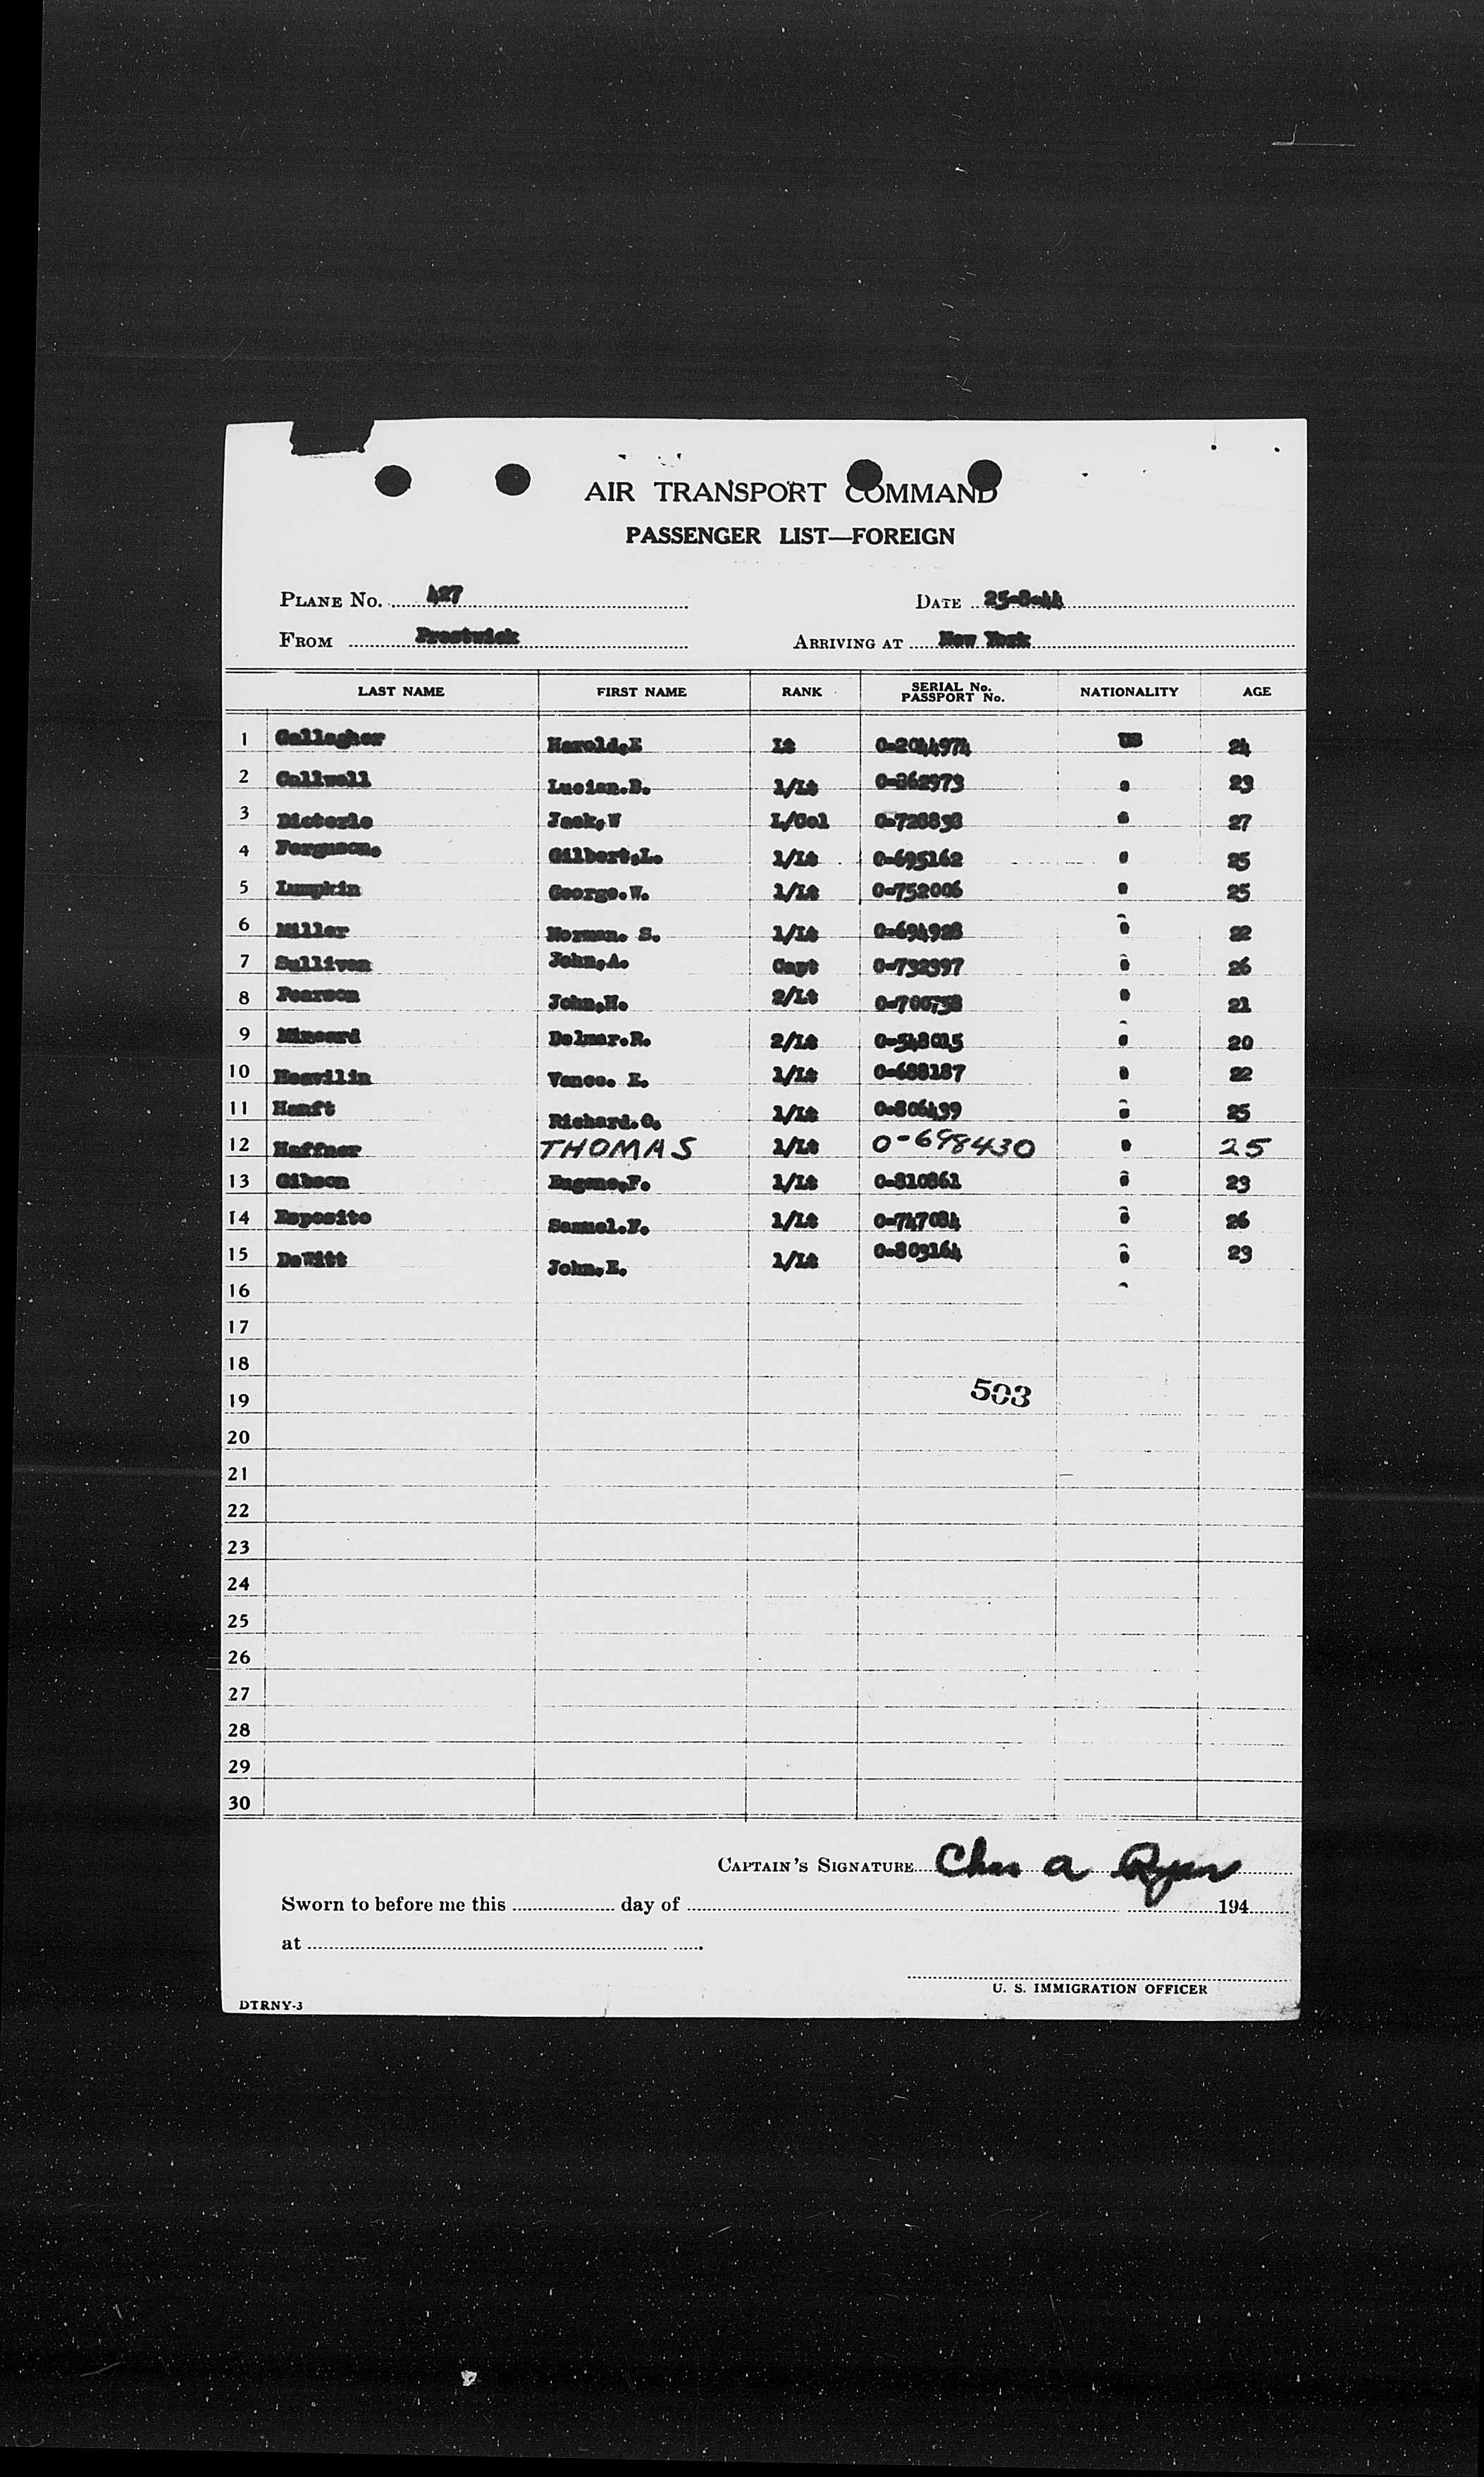 AIR TRANSPORT COMMAND
PASSENGER LIST—FOREIGN
PLANE No. 427 DATE 25-8-44
FROM Prestwick ARRIVING AT New York
LAST NAME FIRST NAME RANK SERIAL No. PASSPORT No. NATIONALITY AGE
1 Gallagher Harold,E Lt 0-2044974 US 24
2 Callwell Lucian.B. 1/Lt 0-862973 " 23
3 Dieterle Jack,W L/Col " 27
4 Ferguson. Gilbert,L. 1/Lt 0-695162 " 25
5 Lumpkin George.W. 1/Lt 0-752006 " 25
6 Miller Norman. S. 1/Lt 0-694928 " 22
7 Sullivan John,A. Capt 0-732397 " 26
8 Pearson John,H. 2/Lt " 21
9 Delmar.R. 2/Lt 0-548015 " 20
10 Heavilin Vance. E. 1/Lt 0-688187 " 22
11 Hanft Richard.O. 1/Lt 0-806499 " 25
12 Haffner THOMAS 1/Lt 0-698430 " 25
13 Gibson Eugene,F. 1/Lt 0-810861 " 23
14 Esposito Samuel.F. 1/Lt 0-747084 " 26
15 DeWitt John,E. 1/Lt 0-809164 " 23
16 "
17
18
19 503
20
21
22
23
24
25
26
27
28
29
30
CAPTAIN'S SIGNATURE Chas a Ryan
Sworn to before me this day of 194
at
U. S. IMMIGRATION OFFICER
DTRNY-3